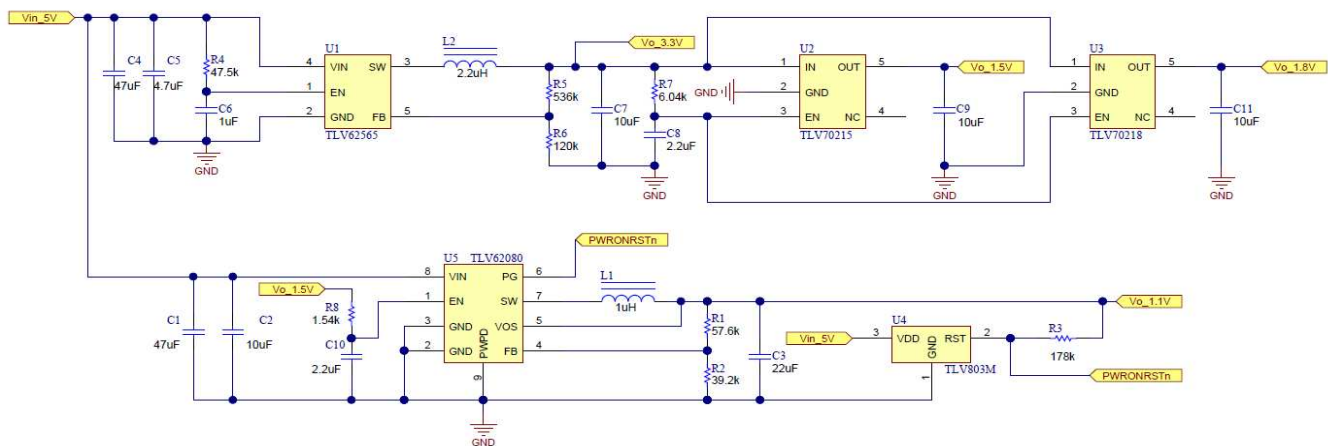 Vin_5V
C4
47uF
C5
4.7uF
R4
47.5k
C6
1uF
GND
U1
4 VIN SW 3
1 EN
2 GND FB 5
TLV62565
L2
2.2uH
R5
536k
R6
120k
C7
10uF
Vo_3.3V
R7
6.04k
C8
2.2uF
GND
GND
U2
1 IN OUT 5
2 GND
3 EN NC 4
TLV70215
Vo_1.5V
C9
10uF
GND
U3
1 IN OUT 5
2 GND
3 EN NC 4
TLV70218
Vo_1.8V
C11
10uF
GND
C1
47uF
C2
10uF
Vo_1.5V
R8
1.54k
C10
2.2uF
U5 TLV62080
8 VIN PG 6
1 EN SW 7
3 GND VOS 5
2 GND FB 4
PWPD
9
GND
PWRONRSTn
L1
1uH
R1
57.6k
R2
39.2k
C3
22uF
Vin_5V
U4
3 VDD RST 2
GND
1
TLV803M
R3
178k
Vo_1.1V
PWRONRSTn